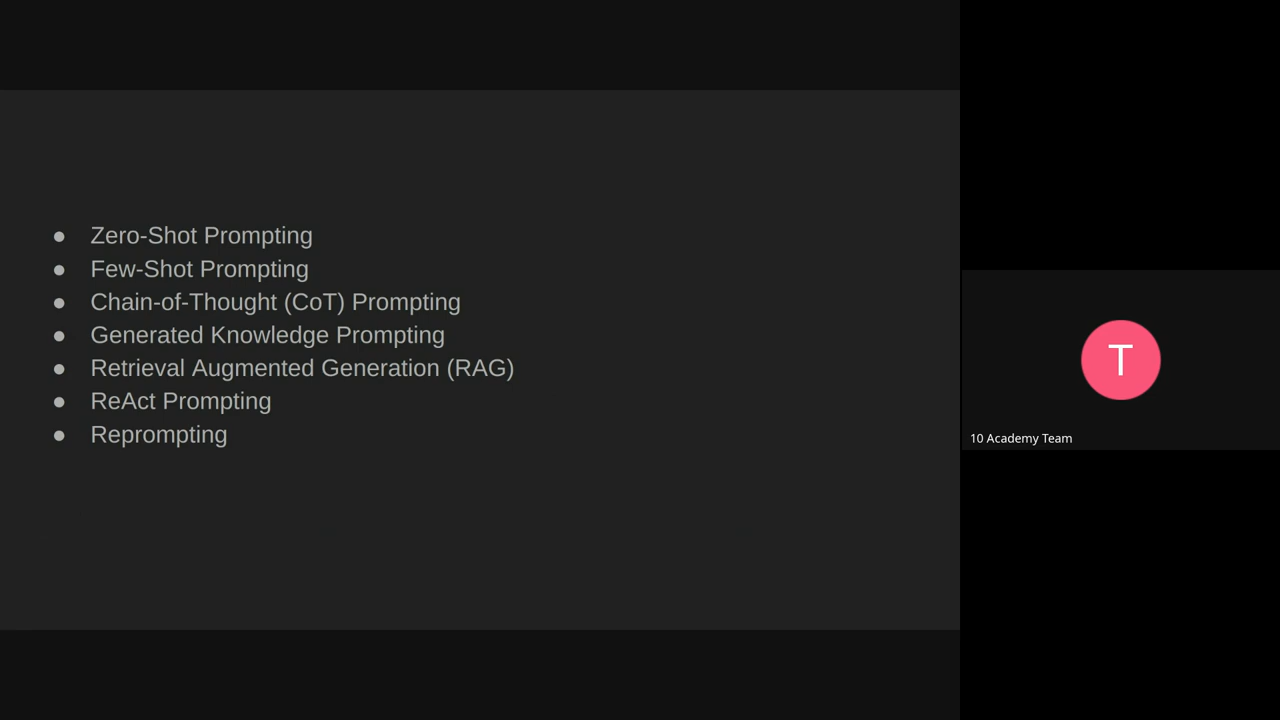 ● Zero-Shot Prompting
● Few-Shot Prompting
● Chain-of-Thought (CoT) Prompting
● Generated Knowledge Prompting
● Retrieval Augmented Generation (RAG)
● ReAct Prompting
● Reprompting
T
10 Academy Team